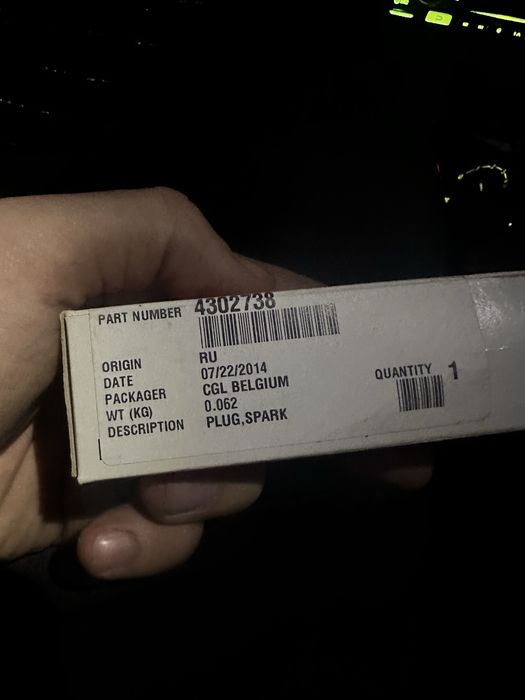 PART NUMBER 4302738
ORIGIN RU
DATE 07/22/2014
PACKAGER CGL BELGIUM
WT (KG) 0.062
DESCRIPTION PLUG,SPARK
QUANTITY 1